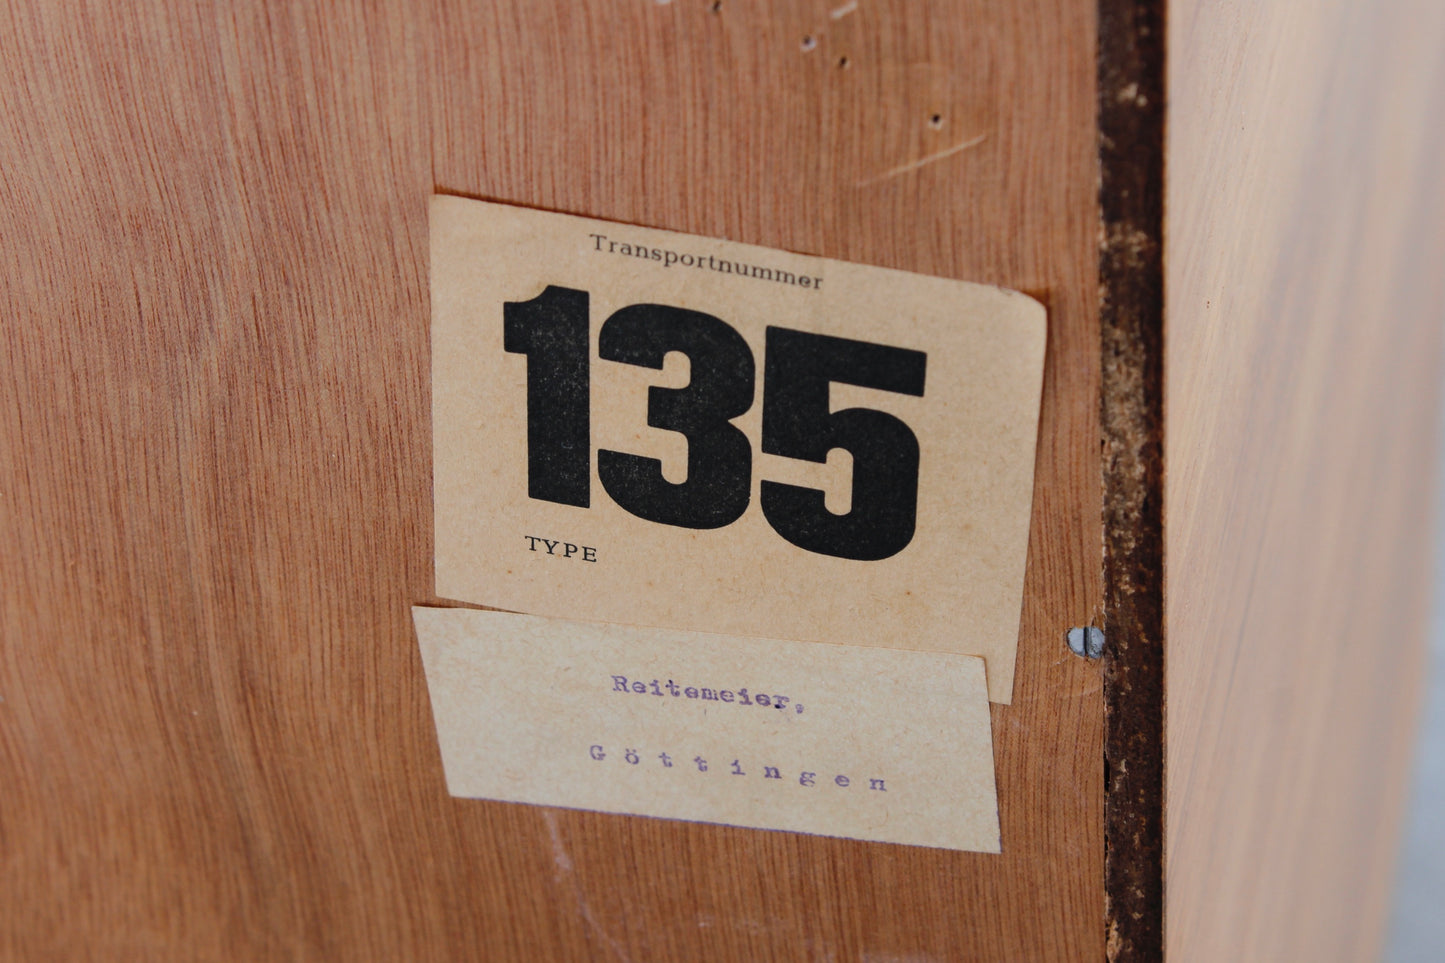 Transportnummer
135
TYPE
Reitemeier,
Göttingen